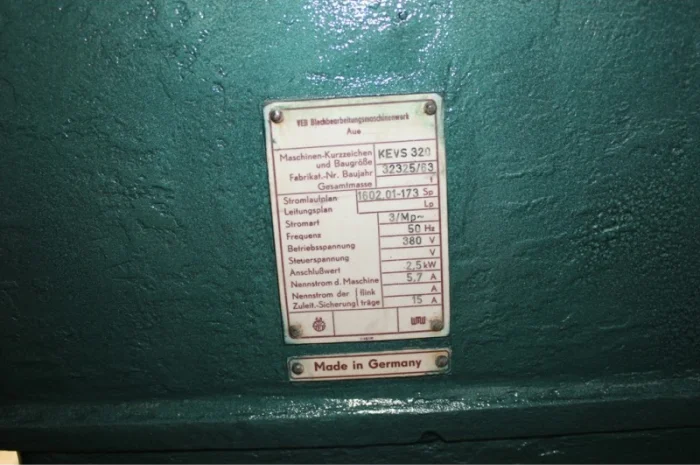 VEB Blechbearbeitungsmaschinenwerk
Aue
Maschinen-Kurzzeichen und Baugröße KEVS 320
Fabrikat.-Nr. Baujahr 32325/63
Gesamtmasse t
Stromlaufplan 1602.01-173 Sp
Leitungsplan Lp
Stromart 3/Mp~
Frequenz 50 Hz
Betriebsspannung 380 V
Steuerspannung V
Anschlußwert 2,5 kW
Nennstrom d. Maschine 5,7 A
Nennstrom der flink A
Zuleit.-Sicherung träge 15 A
WMW
Made in Germany